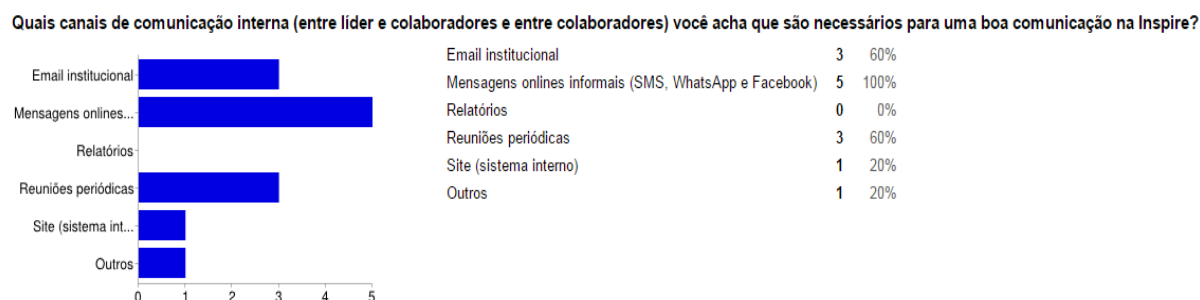 Quais canais de comunicação interna (entre líder e colaboradores e entre colaboradores) você acha que são necessários para uma boa comunicação na Inspire?
Email institucional
Mensagens onlines...
Relatórios
Reuniões periódicas
Site (sistema int...
Outros
0 1 2 3 4 5
Email institucional 3 60%
Mensagens onlines informais (SMS, WhatsApp e Facebook) 5 100%
Relatórios 0 0%
Reuniões periódicas 3 60%
Site (sistema interno) 1 20%
Outros 1 20%